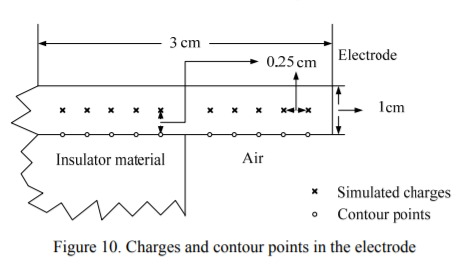 3 cm
0.25 cm
Electrode
1cm
Insulator material
Air
Simulated charges
Contour points
Figure 10. Charges and contour points in the electrode